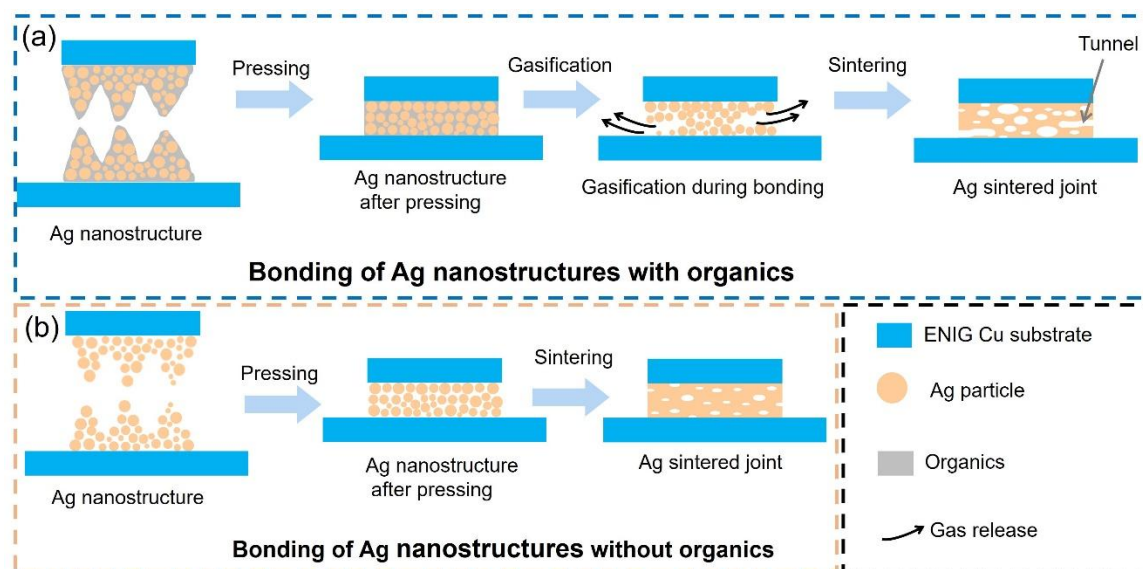 (a)
Pressing
Gasification
Sintering
Tunnel
Ag nanostructure
Ag nanostructure
after pressing
Gasification during bonding
Ag sintered joint
Bonding of Ag nanostructures with organics
(b)
Pressing
Sintering
Ag nanostructure
Ag nanostructure
after pressing
Ag sintered joint
Bonding of Ag nanostructures without organics
ENIG Cu substrate
Ag particle
Organics
Gas release